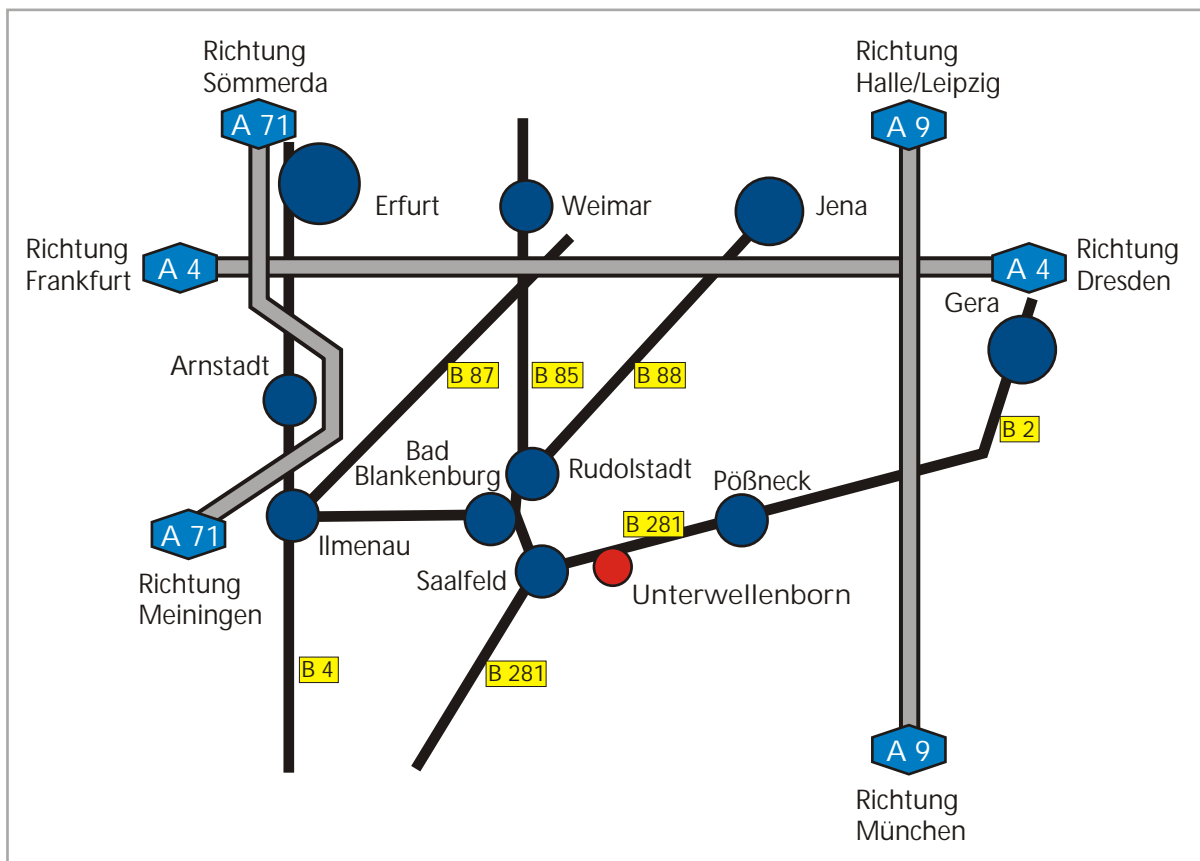 Richtung
Sömmerda
A 71
Richtung
Halle/Leipzig
A 9
Erfurt
Weimar
Jena
Richtung
Frankfurt
A 4
A 4
Richtung
Dresden
Gera
Arnstadt
B 87
B 85
B 88
B 2
Bad
Blankenburg
Rudolstadt
Pößneck
A 71
Ilmenau
B 281
Richtung
Meiningen
Saalfeld
Unterwellenborn
B 4
B 281
A 9
Richtung
München